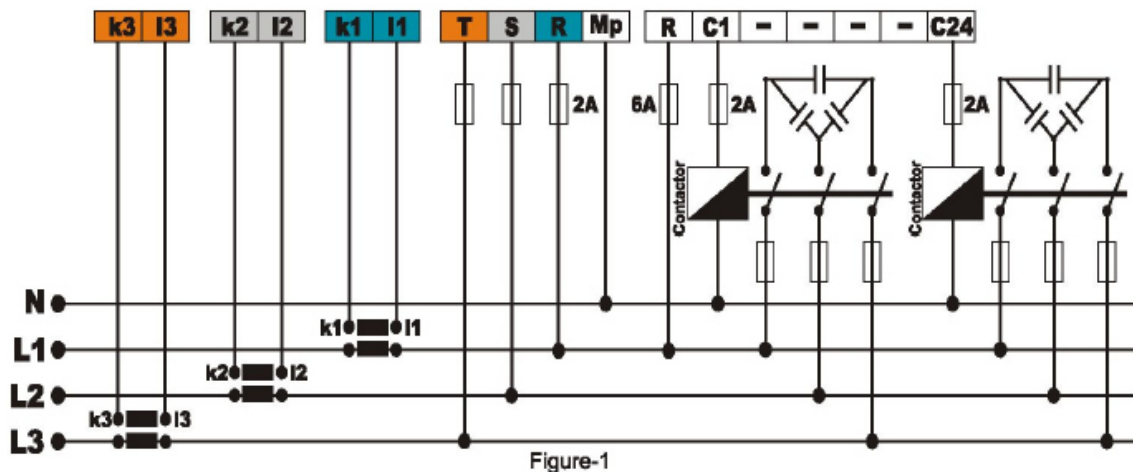 k3 l3 k2 l2 k1 l1 T S R Mp R C1 - - - - C24
2A 6A 2A 2A
Contactor Contactor
N
k1 l1
L1
k2 l2
L2
k3 l3
L3
Figure-1